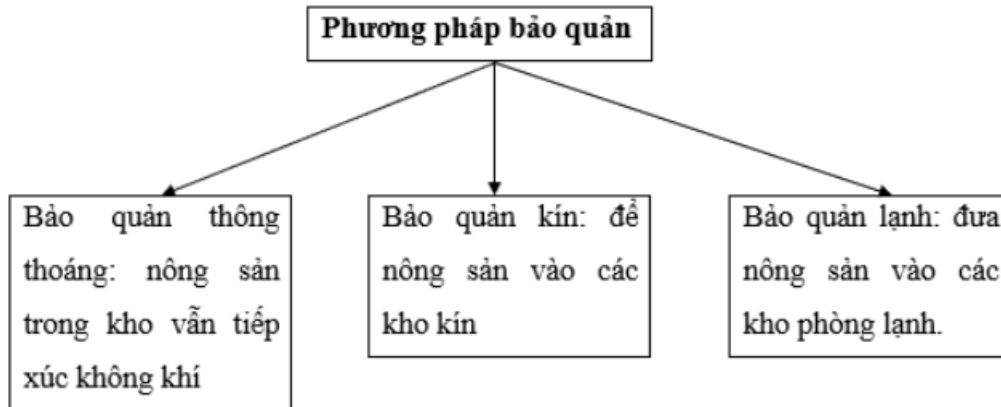 Phương pháp bảo quản
Bảo quản thông
thoáng: nông sản
trong kho vẫn tiếp
xúc không khí
Bảo quản kín: để
nông sản vào các
kho kín
Bảo quản lạnh: đưa
nông sản vào các
kho phòng lạnh.